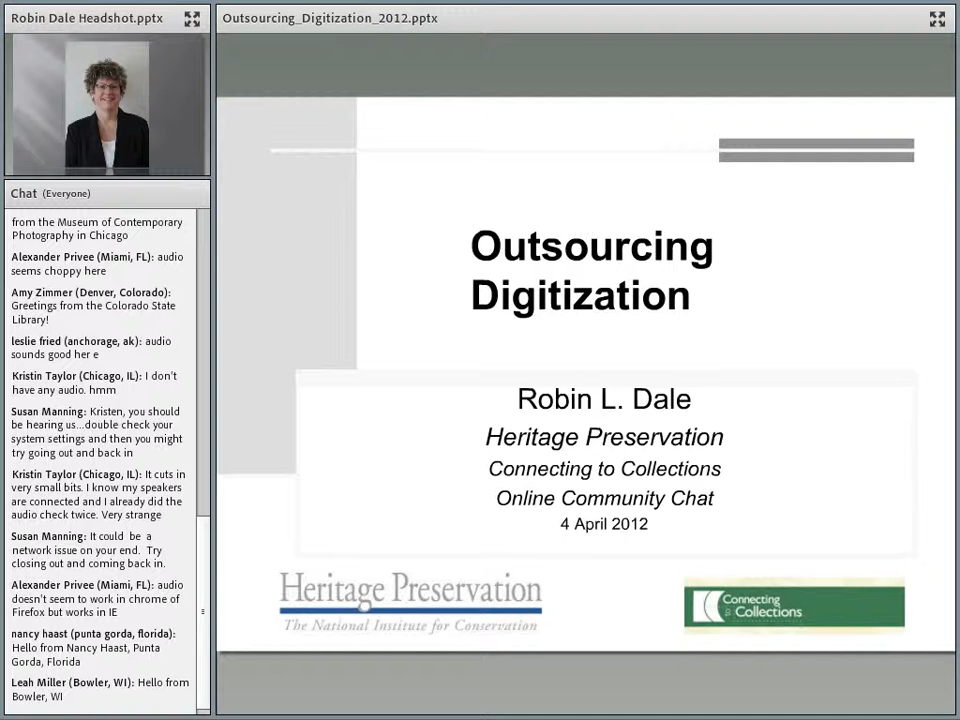 Robin Dale Headshot.pptx
Outsourcing_Digitization_2012.pptx
Chat (Everyone)
from the Museum of Contemporary
Photography in Chicago
Alexander Privee (Miami, FL): audio
seems choppy here
Amy Zimmer (Denver, Colorado):
Greetings from the Colorado State
Library!
leslie fried (anchorage, ak): audio
sounds good her e
Kristin Taylor (Chicago, IL): I don't
have any audio. hmm
Susan Manning: Kristen, you should
be hearing us...double check your
system settings and then you might
try going out and back in
Kristin Taylor (Chicago, IL): It cuts in
very small bits. I know my speakers
are connected and I already did the
audio check twice. Very strange
Susan Manning: It could be a
network issue on your end. Try
closing out and coming back in.
Alexander Privee (Miami, FL): audio
doesn't seem to work in chrome of
Firefox but works in IE
nancy haast (punta gorda, florida):
Hello from Nancy Haast, Punta
Gorda, Florida
Leah Miller (Bowler, WI): Hello from
Bowler, WI
Outsourcing
Digitization
Robin L. Dale
Heritage Preservation
Connecting to Collections
Online Community Chat
4 April 2012
Heritage Preservation
The National Institute for Conservation
Connecting
to Collections